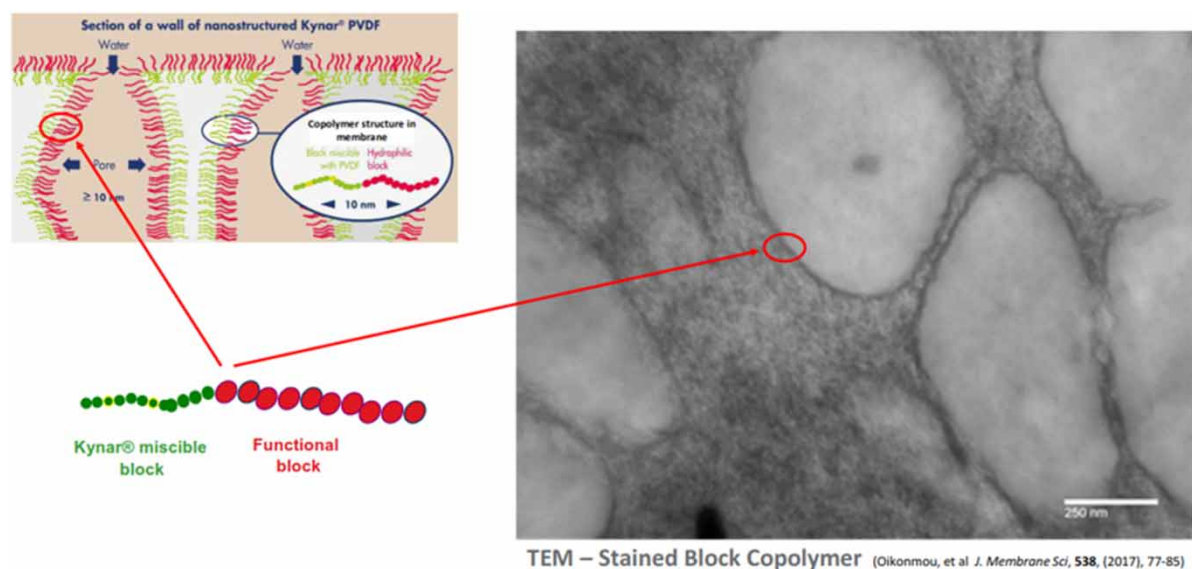 Section of a wall of nanostructured Kynar® PVDF
Water Water
Copolymer structure in
membrane
Block miscible Hydrophilic
with PVDF block
10 nm
Pore
≥ 10 nm
Kynar® miscible
block
Functional
block
250 nm
TEM – Stained Block Copolymer (Oikonmou, et al J. Membrane Sci, 538, (2017), 77-85)